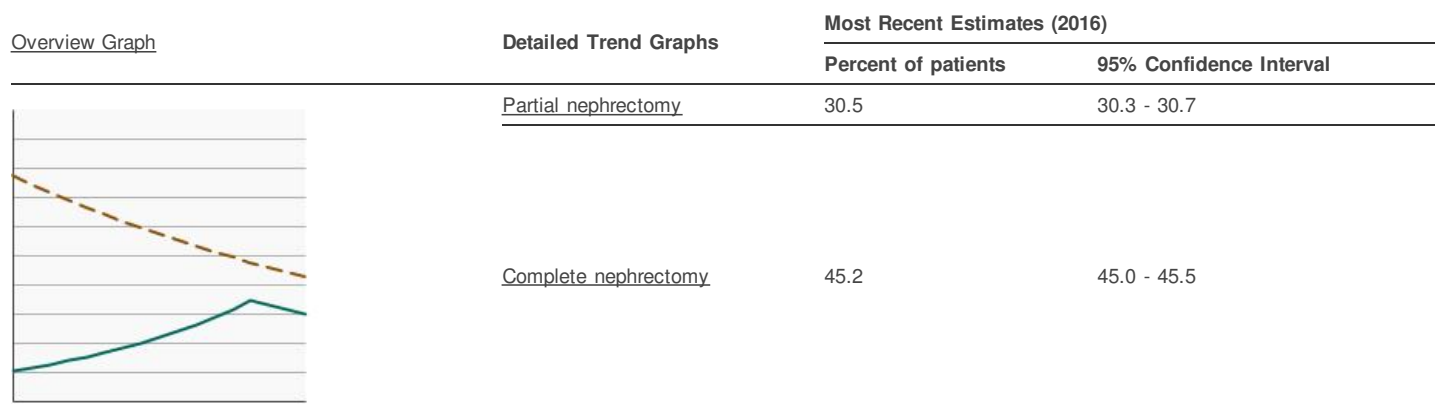 Overview Graph
Detailed Trend Graphs
Most Recent Estimates (2016)
Percent of patients
95% Confidence Interval
Partial nephrectomy
30.5
30.3 - 30.7
Complete nephrectomy
45.2
45.0 - 45.5